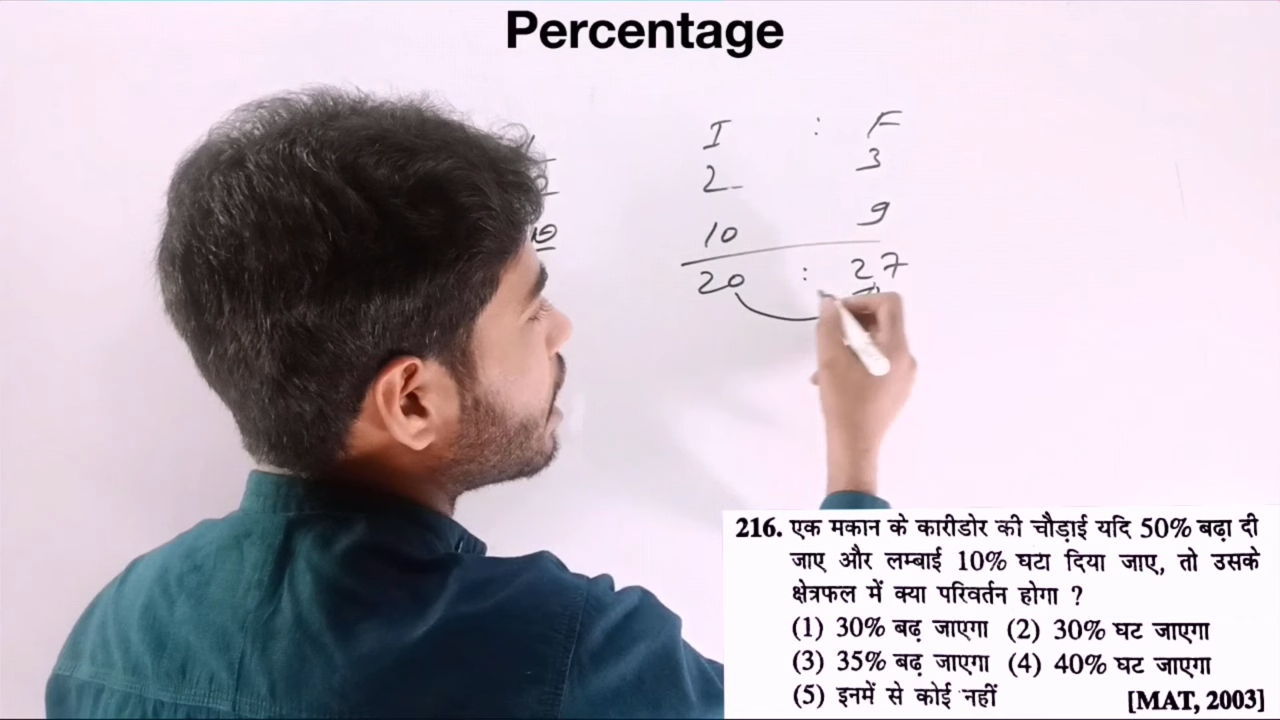 Percentage
I : F
2 3
10 9
20 : 27
216. एक मकान के कारीडोर की चौड़ाई यदि 50% बढ़ा दी
जाए और लम्बाई 10% घटा दिया जाए, तो उसके
क्षेत्रफल में क्या परिवर्तन होगा ?
(1) 30% बढ़ जाएगा (2) 30% घट जाएगा
(3) 35% बढ़ जाएगा (4) 40% घट जाएगा
(5) इनमें से कोई नहीं [MAT, 2003]